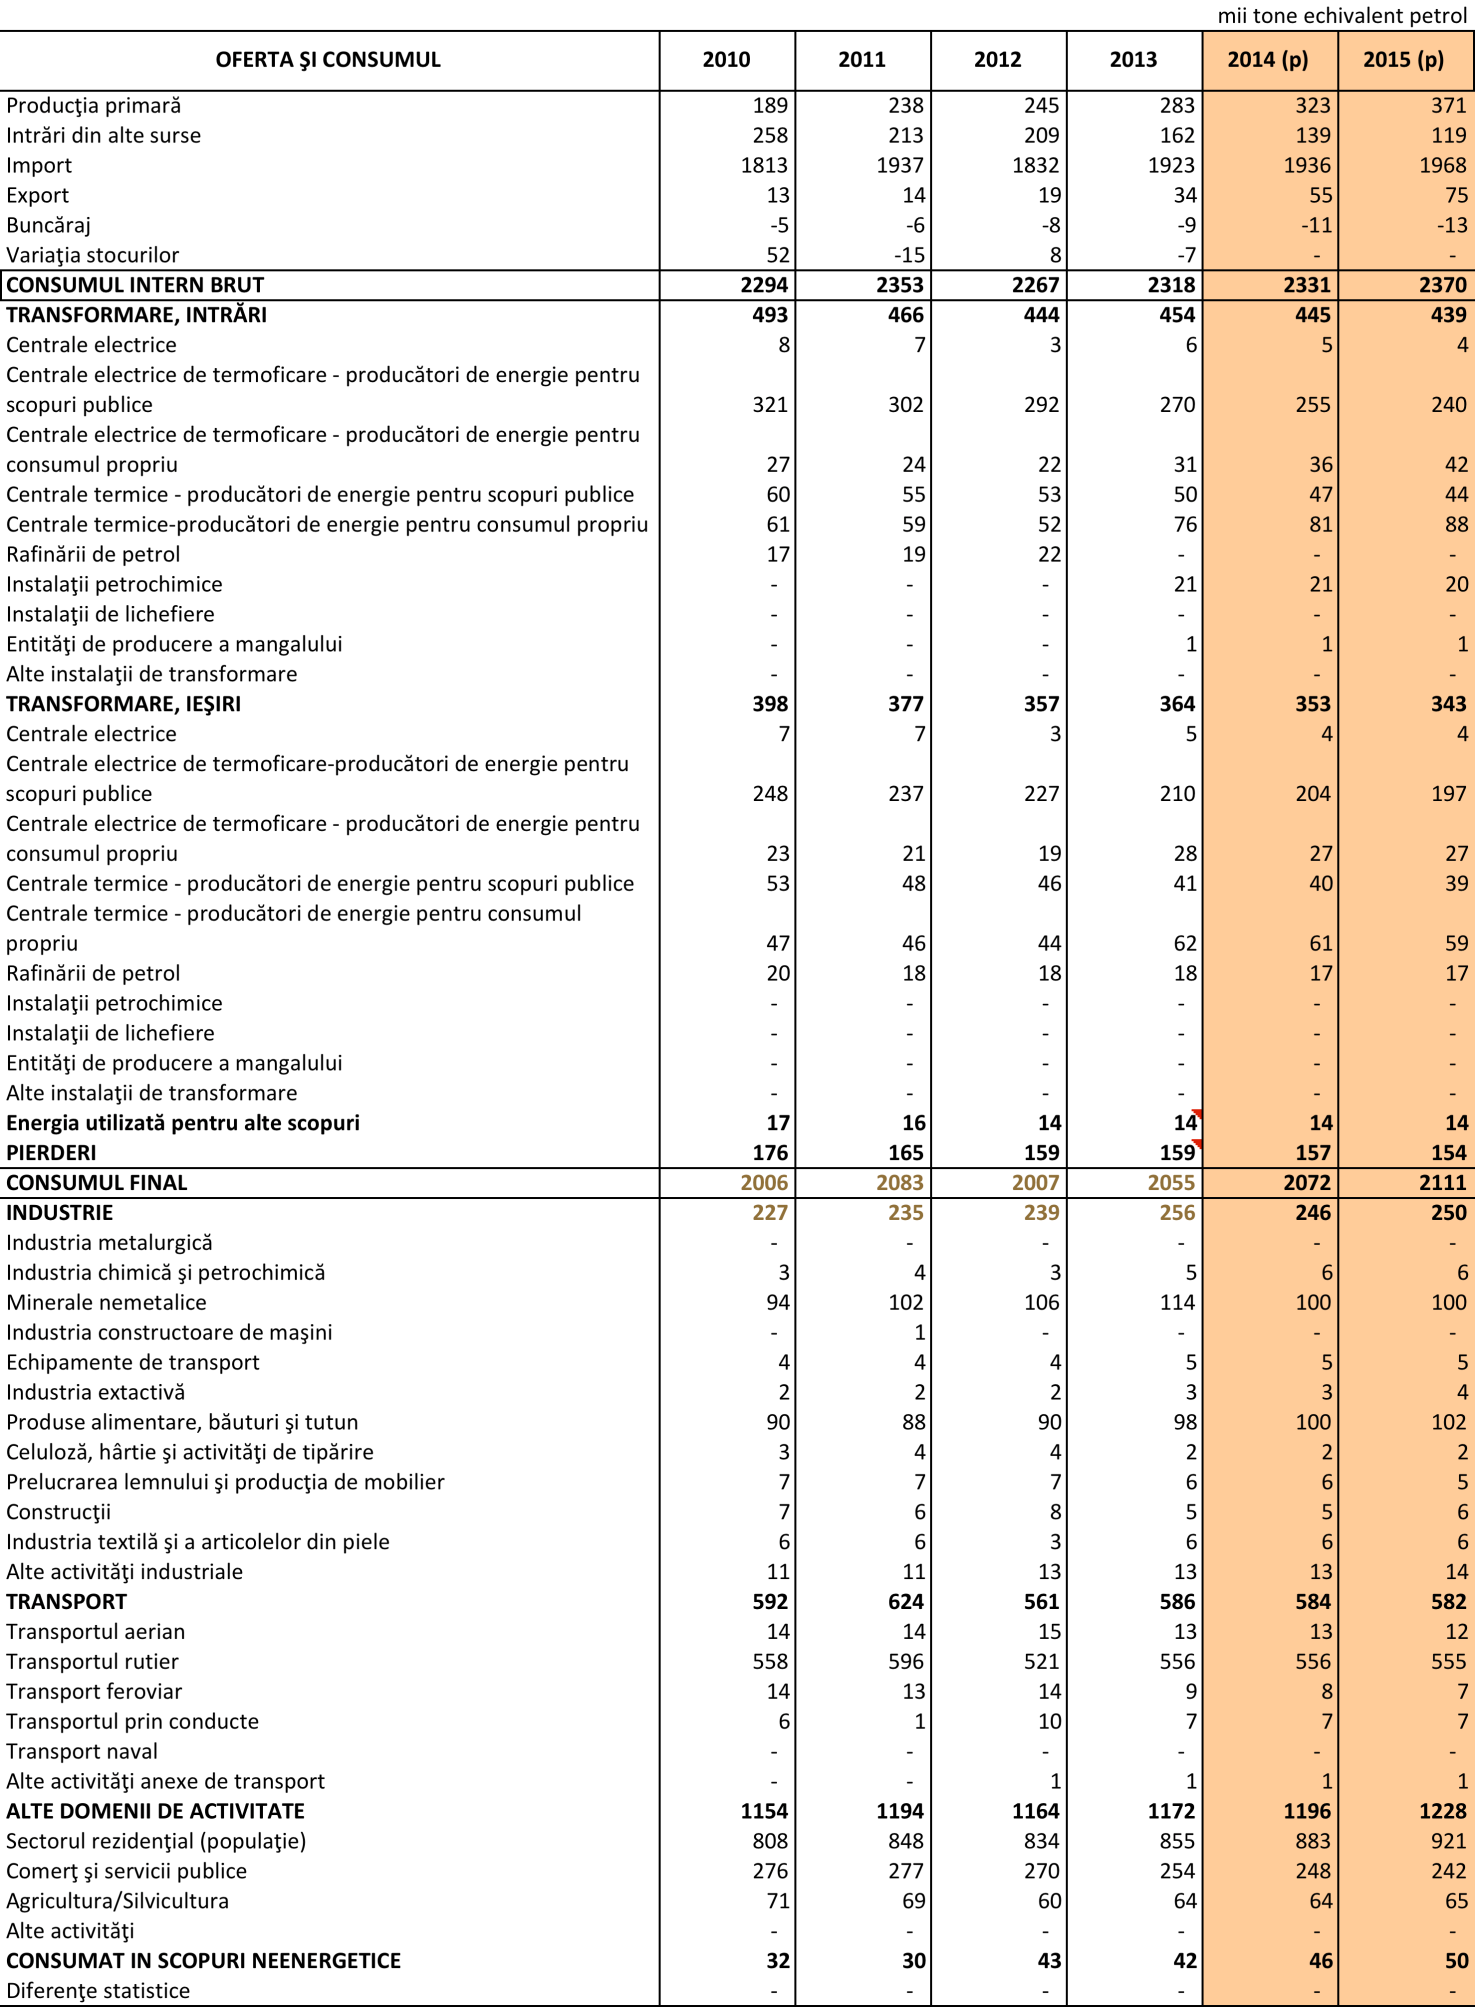 mii tone echivalent petrol
OFERTA ŞI CONSUMUL 2010 2011 2012 2013 2014 (p) 2015 (p)
Producţia primară 189 238 245 283 323 371
Intrări din alte surse 258 213 209 162 139 119
Import 1813 1937 1832 1923 1936 1968
Export 13 14 19 34 55 75
Buncăraj -5 -6 -8 -9 -11 -13
Variaţia stocurilor 52 -15 8 -7 - -
CONSUMUL INTERN BRUT 2294 2353 2267 2318 2331 2370
TRANSFORMARE, INTRĂRI 493 466 444 454 445 439
Centrale electrice 8 7 3 6 5 4
Centrale electrice de termoficare - producători de energie pentru
scopuri publice 321 302 292 270 255 240
Centrale electrice de termoficare - producători de energie pentru
consumul propriu 27 24 22 31 36 42
Centrale termice - producători de energie pentru scopuri publice 60 55 53 50 47 44
Centrale termice-producători de energie pentru consumul propriu 61 59 52 76 81 88
Rafinării de petrol 17 19 22 - - -
Instalaţii petrochimice - - - 21 21 20
Instalaţii de lichefiere - - - - - -
Entităţi de producere a mangalului - - - 1 1 1
Alte instalaţii de transformare - - - - - -
TRANSFORMARE, IEŞIRI 398 377 357 364 353 343
Centrale electrice 7 7 3 5 4 4
Centrale electrice de termoficare-producători de energie pentru
scopuri publice 248 237 227 210 204 197
Centrale electrice de termoficare - producători de energie pentru
consumul propriu 23 21 19 28 27 27
Centrale termice - producători de energie pentru scopuri publice 53 48 46 41 40 39
Centrale termice - producători de energie pentru consumul
propriu 47 46 44 62 61 59
Rafinării de petrol 20 18 18 18 17 17
Instalaţii petrochimice - - - - - -
Instalaţii de lichefiere - - - - - -
Entităţi de producere a mangalului - - - - - -
Alte instalaţii de transformare - - - - - -
Energia utilizată pentru alte scopuri 17 16 14 14 14 14
PIERDERI 176 165 159 159 157 154
CONSUMUL FINAL 2006 2083 2007 2055 2072 2111
INDUSTRIE 227 235 239 256 246 250
Industria metalurgică - - - - - -
Industria chimică şi petrochimică 3 4 3 5 6 6
Minerale nemetalice 94 102 106 114 100 100
Industria constructoare de maşini - 1 - - - -
Echipamente de transport 4 4 4 5 5 5
Industria extactivă 2 2 2 3 3 4
Produse alimentare, băuturi şi tutun 90 88 90 98 100 102
Celuloză, hârtie şi activităţi de tipărire 3 4 4 2 2 2
Prelucrarea lemnului şi producţia de mobilier 7 7 7 6 6 5
Construcţii 7 6 8 5 5 6
Industria textilă şi a articolelor din piele 6 6 3 6 6 6
Alte activităţi industriale 11 11 13 13 13 14
TRANSPORT 592 624 561 586 584 582
Transportul aerian 14 14 15 13 13 12
Transportul rutier 558 596 521 556 556 555
Transport feroviar 14 13 14 9 8 7
Transportul prin conducte 6 1 10 7 7 7
Transport naval - - - - - -
Alte activităţi anexe de transport - - 1 1 1 1
ALTE DOMENII DE ACTIVITATE 1154 1194 1164 1172 1196 1228
Sectorul rezidenţial (populaţie) 808 848 834 855 883 921
Comerţ şi servicii publice 276 277 270 254 248 242
Agricultura/Silvicultura 71 69 60 64 64 65
Alte activităţi - - - - - -
CONSUMAT IN SCOPURI NEENERGETICE 32 30 43 42 46 50
Diferenţe statistice - - - - - -